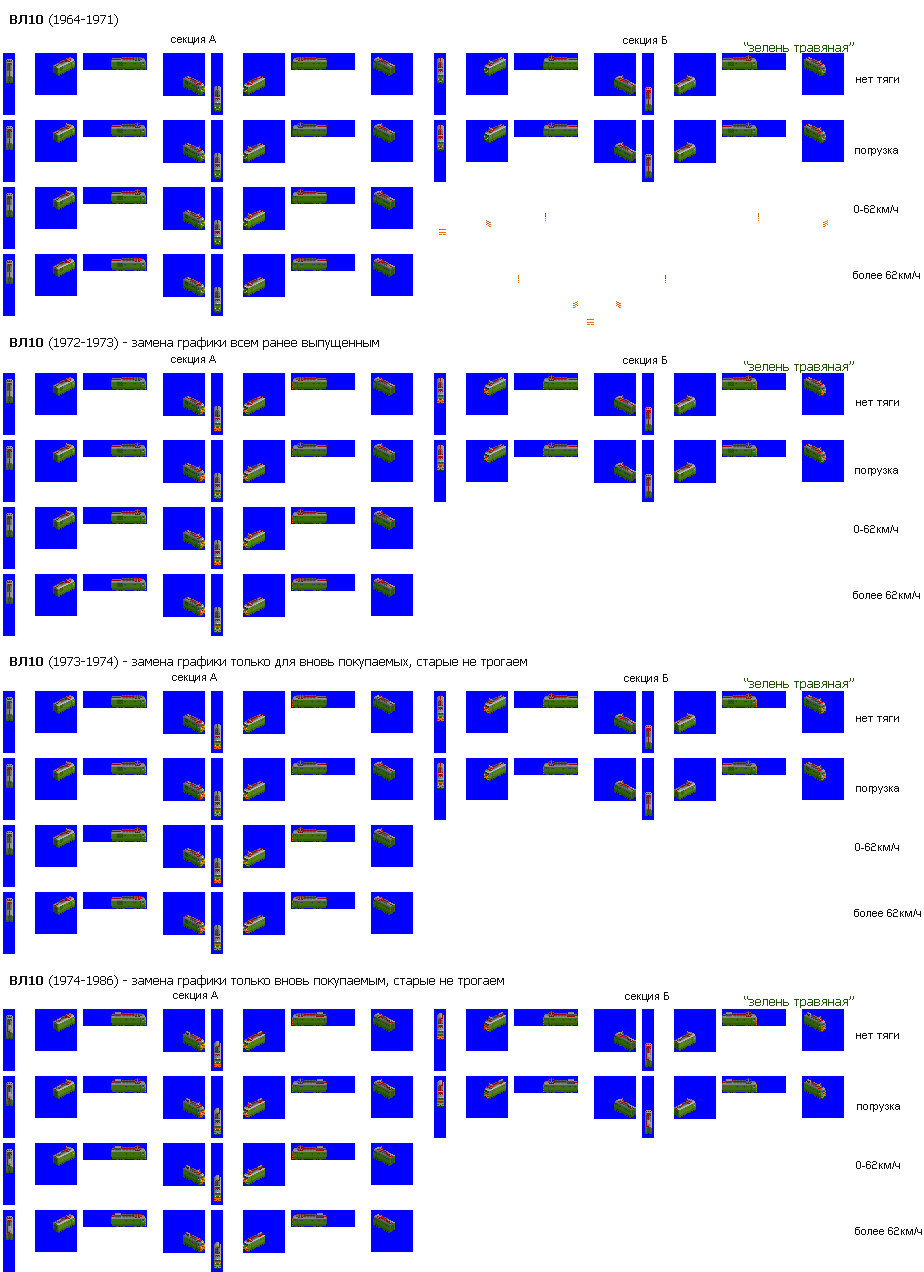 ВЛ10 (1964-1971)
секция А
секция Б
"зелень травяная"
нет тяги
погрузка
0-62км/ч
более 62км/ч
ВЛ10 (1972-1973) - замена графики всем ранее выпущенным
секция А
секция Б
"зелень травяная"
нет тяги
погрузка
0-62км/ч
более 62км/ч
ВЛ10 (1973-1974) - замена графики только для вновь покупаемых, старые не трогаем
секция А
секция Б
"зелень травяная"
нет тяги
погрузка
0-62км/ч
более 62км/ч
ВЛ10 (1974-1986) - замена графики только вновь покупаемым, старые не трогаем
секция А
секция Б
"зелень травяная"
нет тяги
погрузка
0-62км/ч
более 62км/ч